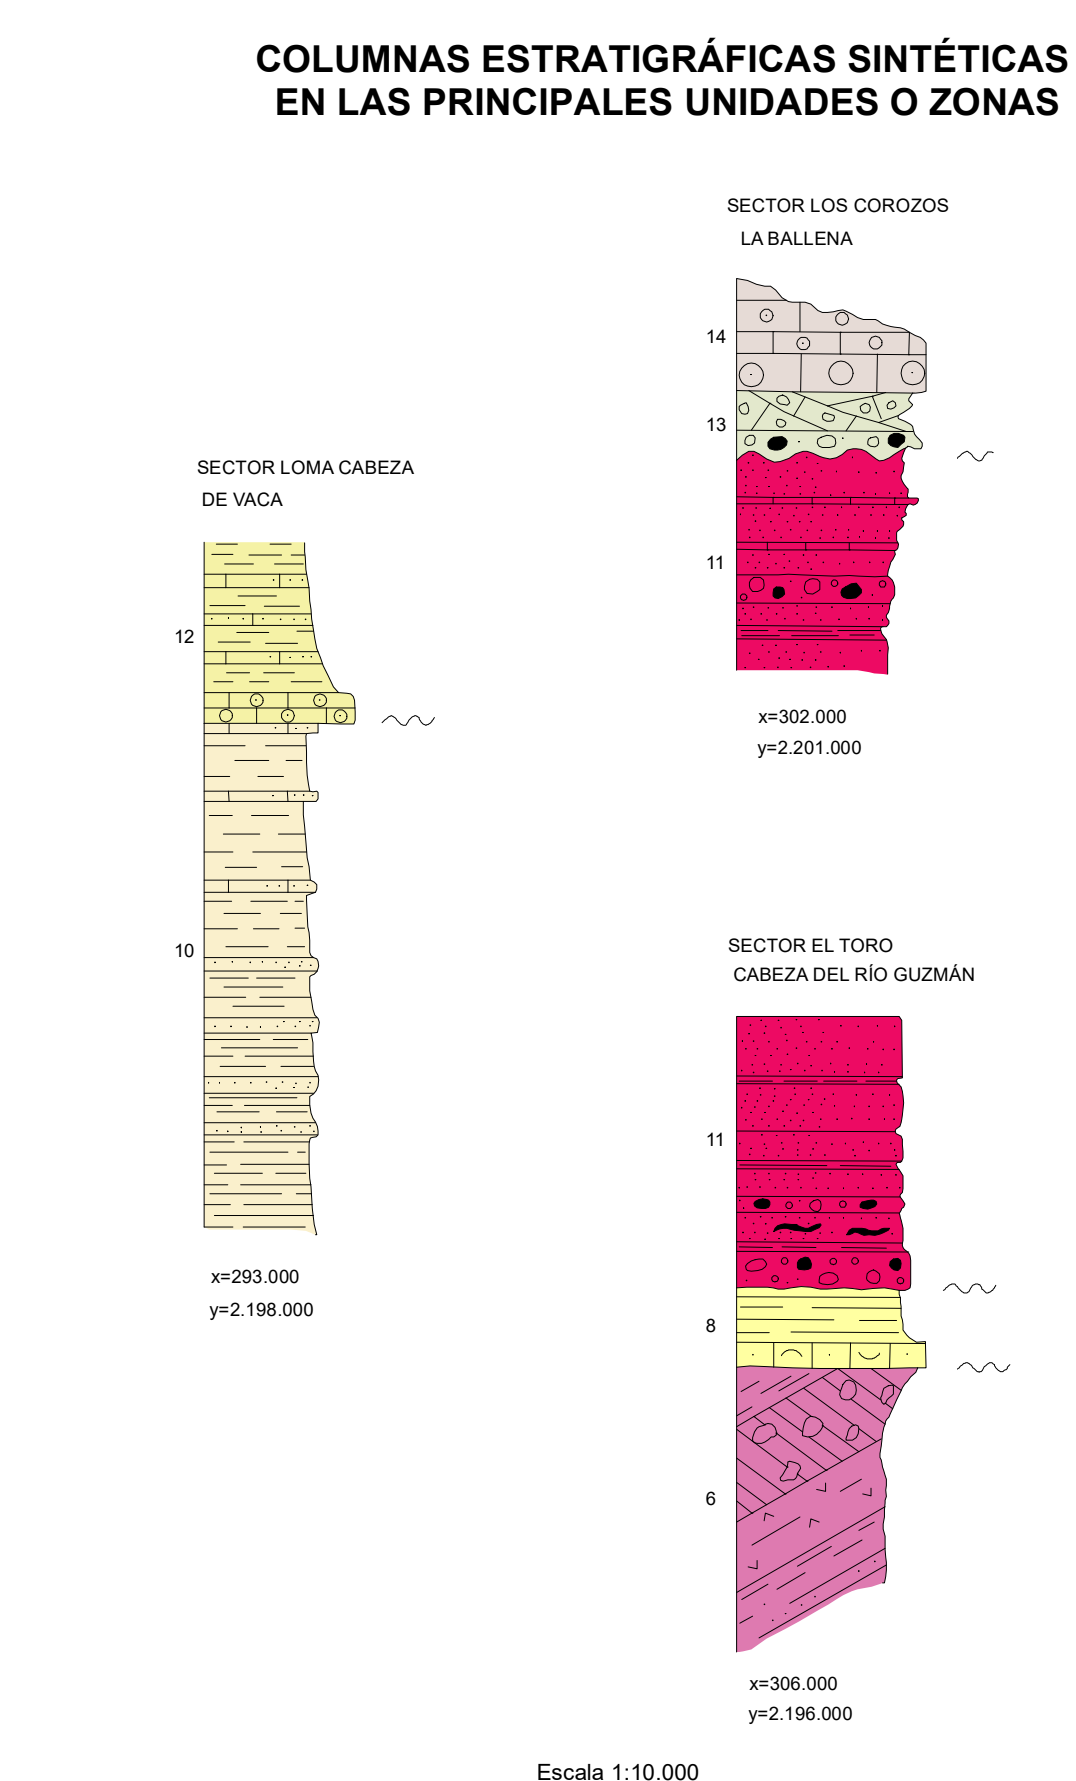 COLUMNAS ESTRATIGRÁFICAS SINTÉTICAS
EN LAS PRINCIPALES UNIDADES O ZONAS
SECTOR LOS COROZOS
LA BALLENA
14
13
11
x=302.000
y=2.201.000
SECTOR LOMA CABEZA
DE VACA
12
10
x=293.000
y=2.198.000
SECTOR EL TORO
CABEZA DEL RÍO GUZMÁN
11
8
6
x=306.000
y=2.196.000
Escala 1:10.000